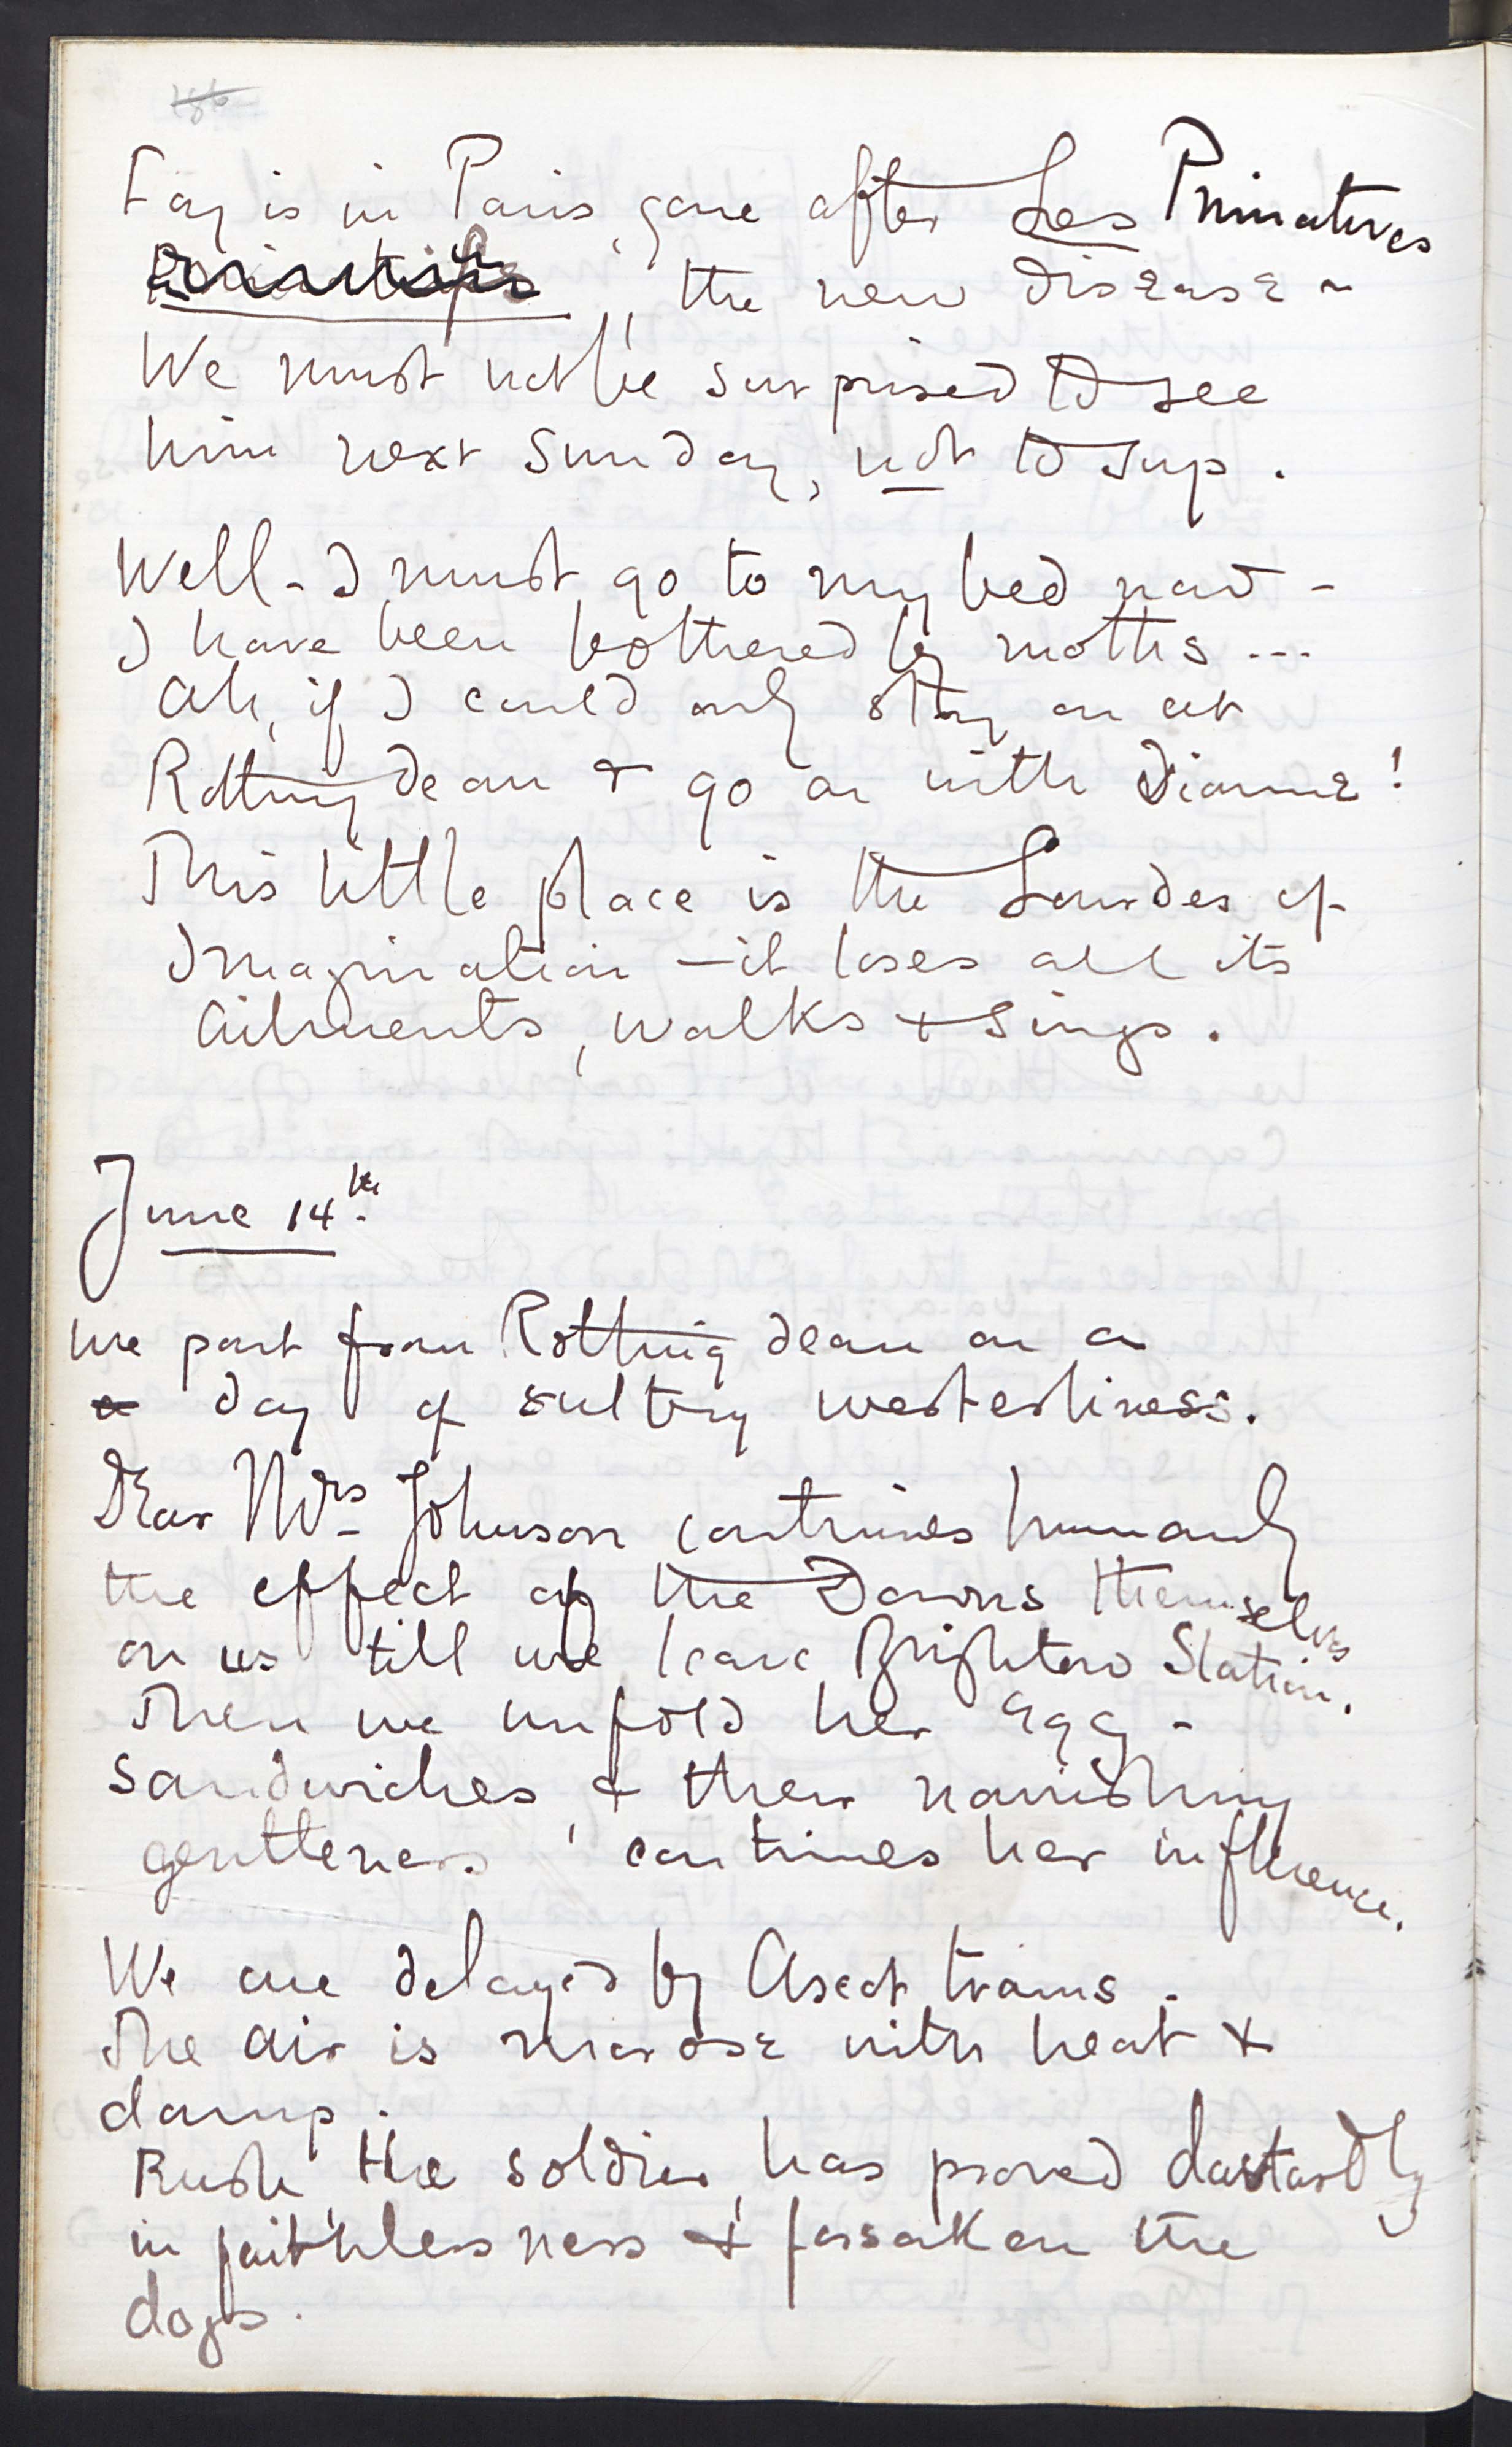 186
Fay is in Paris, gone after Les Primatives
the new disease -
We must not be surprised to see
him next Sunday, not to sup.
Well - I must go to my bed now -
I have been bothered by moths ...
Ah, if I could only stay on at
Rottingdean & go on with Dianne!
This little place is the Lourdes of
Imagination — it loses all its
ailments, walks & sings.
June 14th.
We part from Rottingdean on a
a day of sultry westerliness.
Dear Mrs Johnson continues humanly
the effect of the Downs themselves
on us till we leave Brighton Station.
Then we unfold her egg -
sandwiches & their nourishing
gentleness continues her influence.
We are delayed by Ascot trains.
The air is morose with heat &
damp.
Rush, the soldier, has proved dastardly
in faithlessness & forsaken the
dogs.